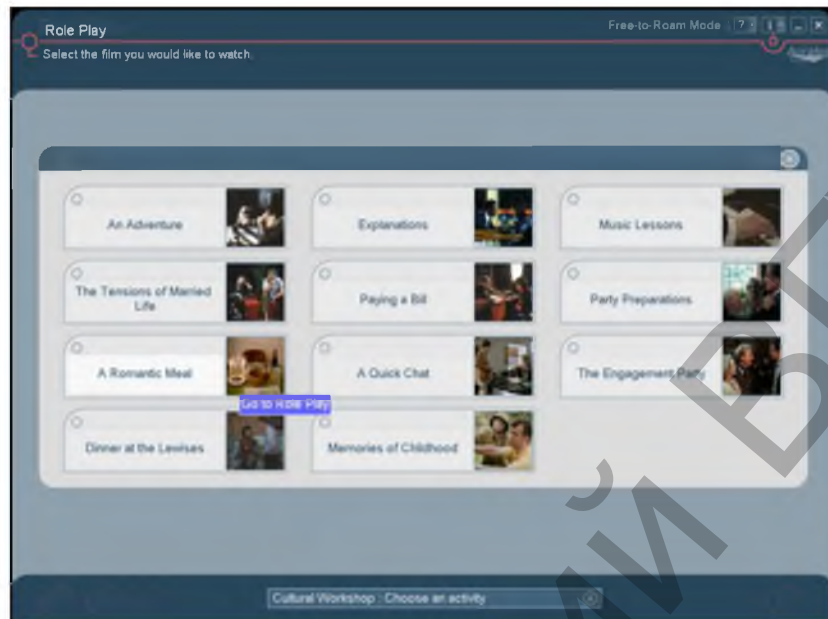 Role Play
Free-to-Roam Mode ?
Select the film you would like to watch.
An Adventure
Explanations
Music Lessons
The Tensions of Married
Life
Paying a Bill
Party Preparations
A Romantic Meal
A Quick Chat
The Engagement Party
Go to Role Play
Dinner at the Lewises
Memories of Childhood
Cultural Workshop : Choose an activity